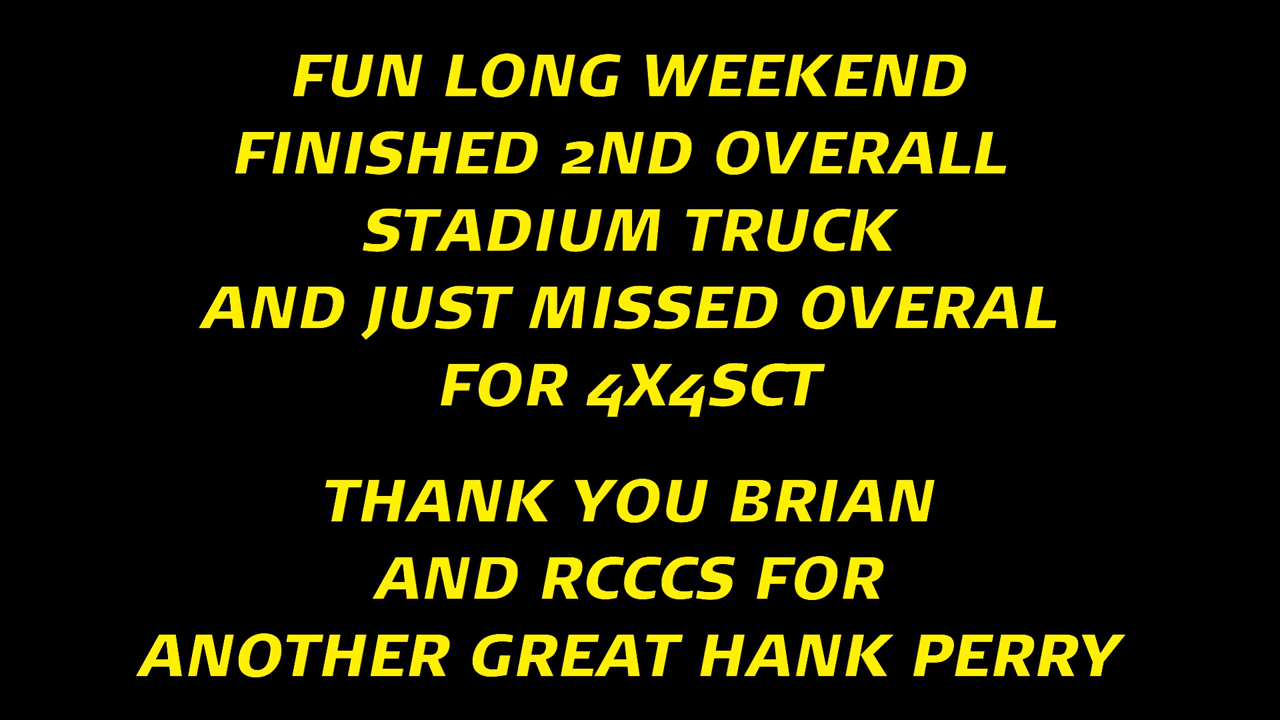 FUN LONG WEEKEND
FINISHED 2ND OVERALL
STADIUM TRUCK
AND JUST MISSED OVERAL
FOR 4X4SCT
THANK YOU BRIAN
AND RCCCS FOR
ANOTHER GREAT HANK PERRY